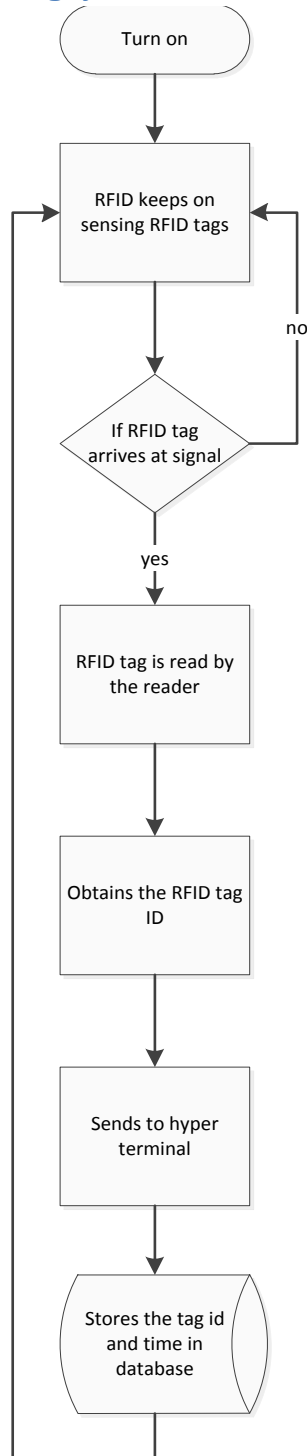 Turn on
RFID keeps on
sensing RFID tags
no
If RFID tag
arrives at signal
yes
RFID tag is read by
the reader
Obtains the RFID tag
ID
Sends to hyper
terminal
Stores the tag id
and time in
database